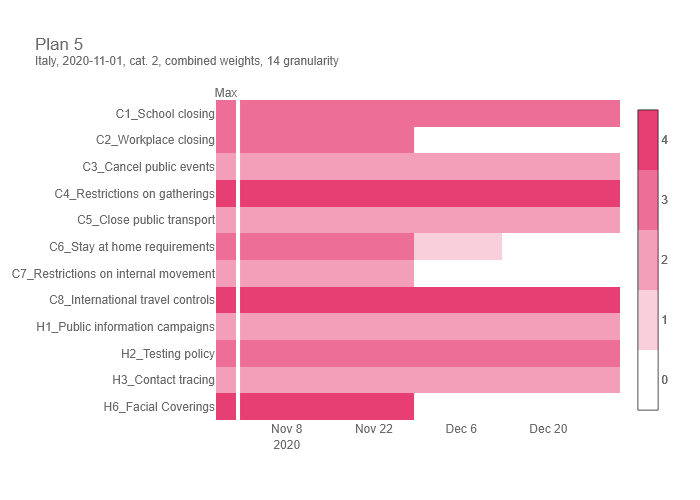 Plan 5
Italy, 2020-11-01, cat. 2, combined weights, 14 granularity
Max
C1_School closing
C2_Workplace closing
C3_Cancel public events
C4_Restrictions on gatherings
C5_Close public transport
C6_Stay at home requirements
C7_Restrictions on internal movement
C8_International travel controls
H1_Public information campaigns
H2_Testing policy
H3_Contact tracing
H6_Facial Coverings
Nov 8
2020
Nov 22
Dec 6
Dec 20
4
3
2
1
0